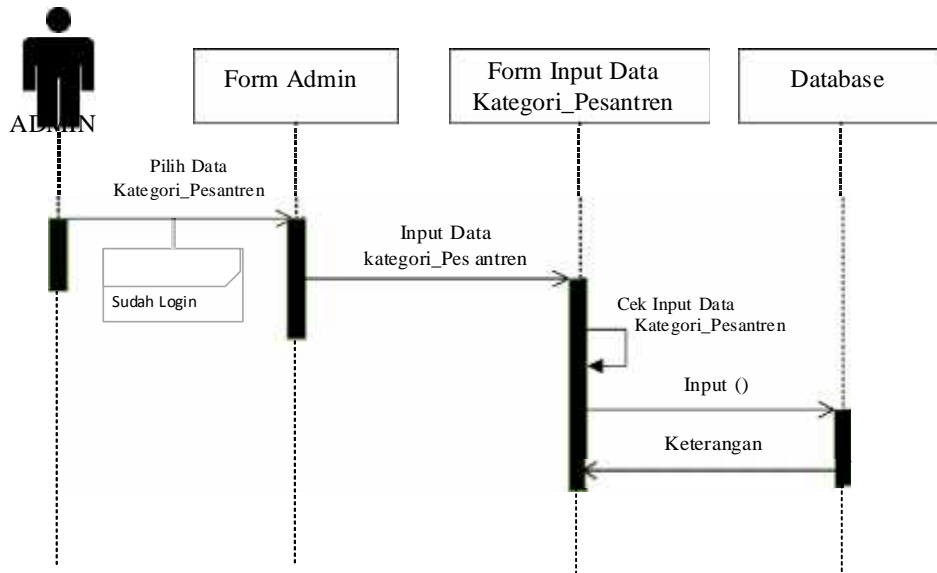 ADMIN
Form Admin
Form Input Data
Kategori_Pesantren
Database
Pilih Data
Kategori_Pesantren
Sudah Login
Input Data
kategori_Pes antren
Cek Input Data
Kategori_Pesantren
Input ()
Keterangan